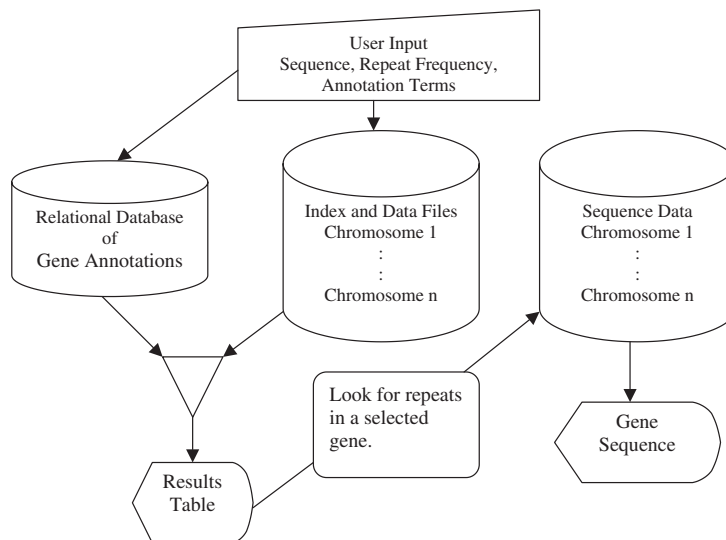 User Input
Sequence, Repeat Frequency,
Annotation Terms
Relational Database
of
Gene Annotations
Index and Data Files
Chromosome 1
:
:
Chromosome n
Sequence Data
Chromosome 1
:
:
Chromosome n
Look for repeats
in a selected
gene.
Gene
Sequence
Results
Table